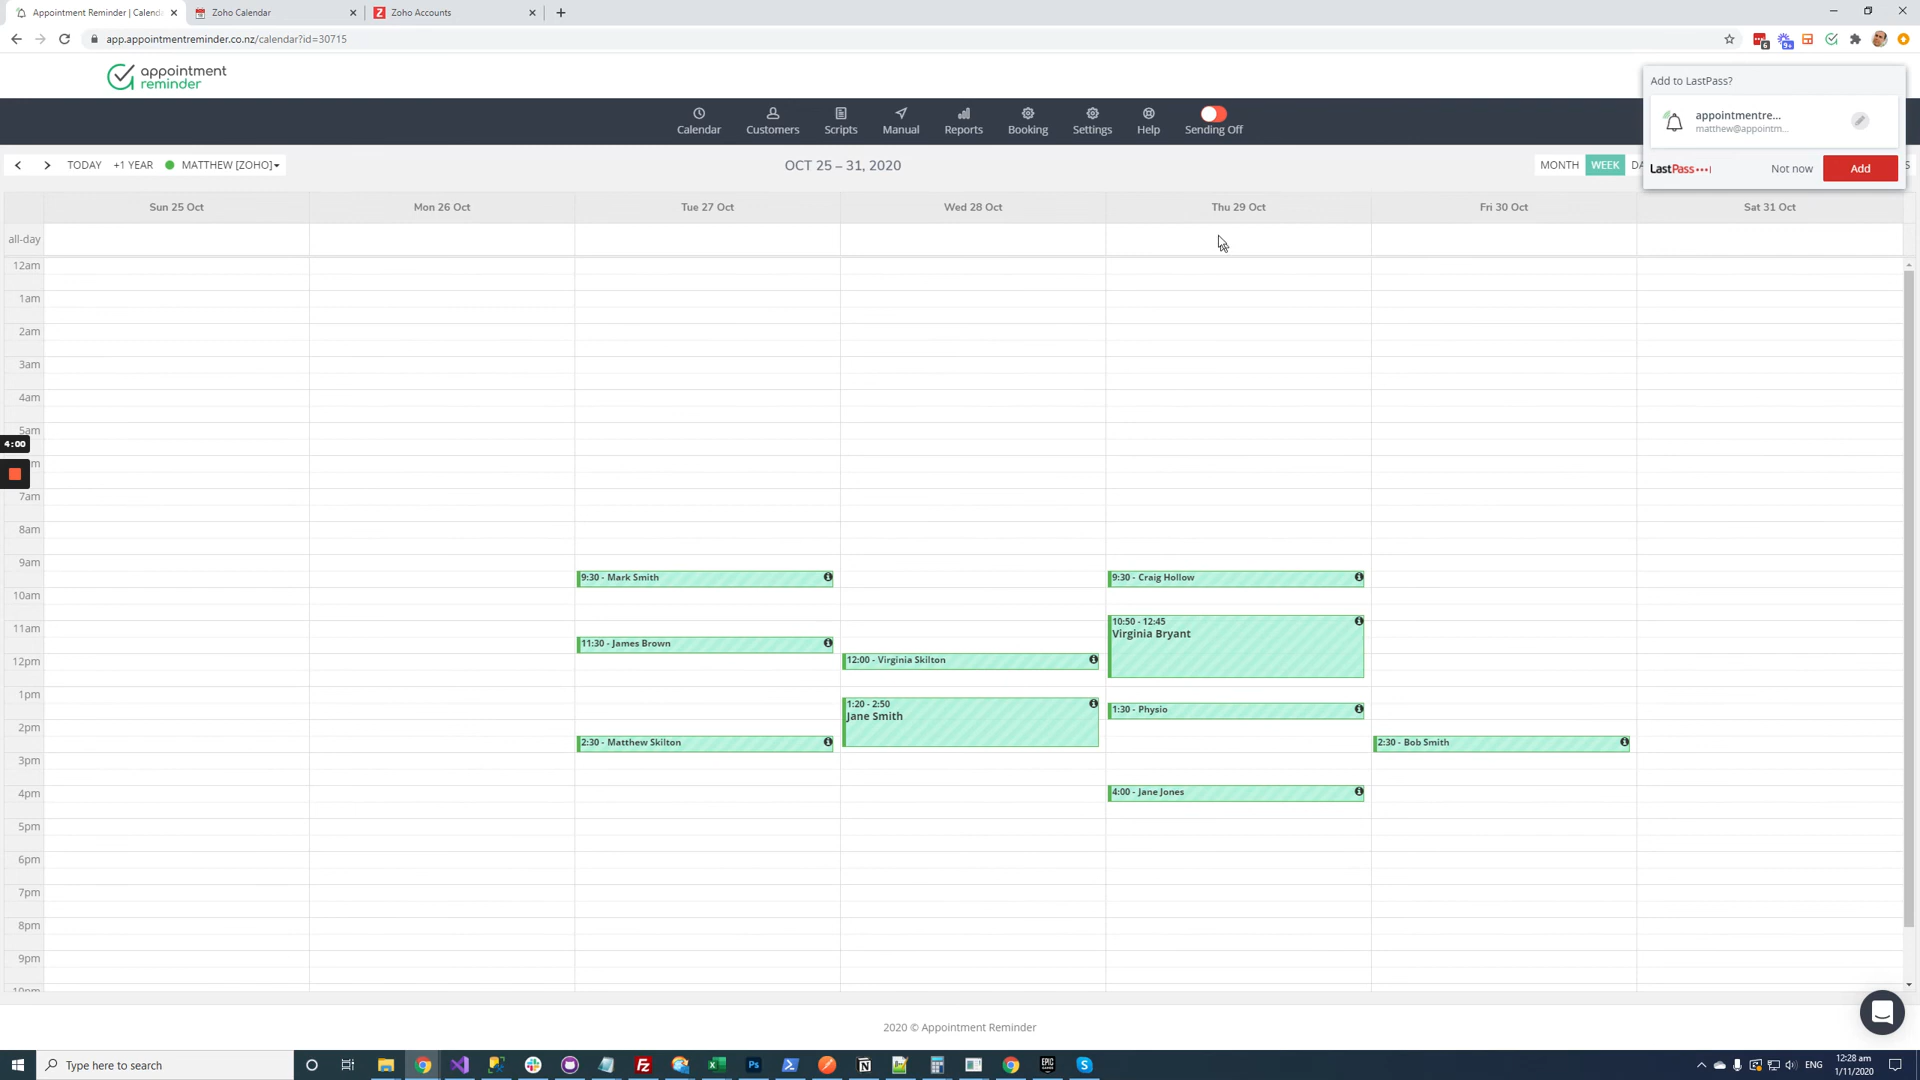 Appointment Reminder | Calenda
Zoho Calendar
Zoho Accounts
app.appointmentreminder.co.nz/calendar?id=30715
6
9+
appointment
reminder
Calendar
Customers
Scripts
Manual
Reports
Booking
Settings
Help
Sending Off
Add to LastPass?
appointmentre...
matthew@appointm...
LastPass
Not now
Add
TODAY
+1 YEAR
MATTHEW [ZOHO]
OCT 25 – 31, 2020
MONTH
WEEK
DA
S
Sun 25 Oct
Mon 26 Oct
Tue 27 Oct
Wed 28 Oct
Thu 29 Oct
Fri 30 Oct
Sat 31 Oct
all-day
12am
1am
2am
3am
4am
5am
4:00
m
7am
8am
9am
9:30 - Mark Smith
9:30 - Craig Hollow
10am
11am
10:50 - 12:45
Virginia Bryant
11:30 - James Brown
12pm
12:00 - Virginia Skilton
1pm
1:20 - 2:50
Jane Smith
1:30 - Physio
2pm
2:30 - Matthew Skilton
2:30 - Bob Smith
3pm
4pm
4:00 - Jane Jones
5pm
6pm
7pm
8pm
9pm
10pm
2020 © Appointment Reminder
Type here to search
ENG
12:28 am
1/11/2020